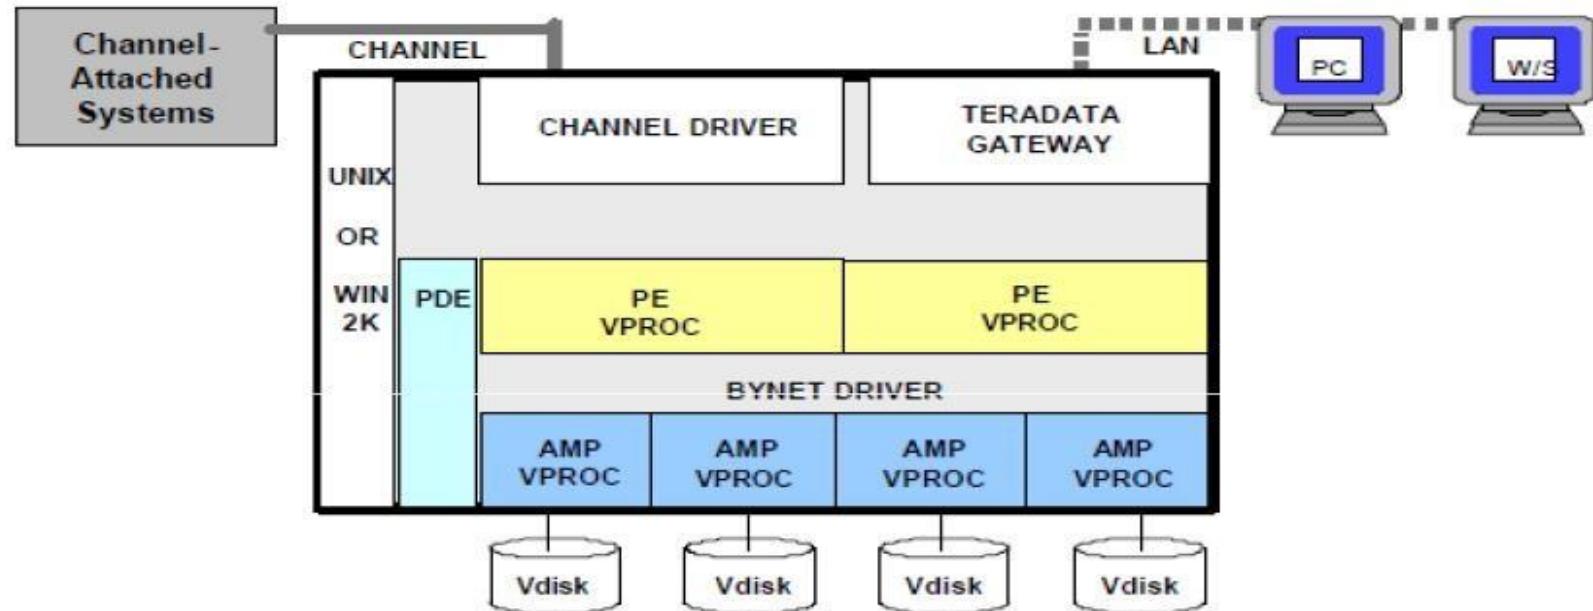 Channel-
Attached
Systems
CHANNEL
LAN
PC
W/S
CHANNEL DRIVER
TERADATA
GATEWAY
UNIX
OR
WIN
2K
PDE
PE
VPROC
PE
VPROC
BYNET DRIVER
AMP
VPROC
AMP
VPROC
AMP
VPROC
AMP
VPROC
Vdisk
Vdisk
Vdisk
Vdisk